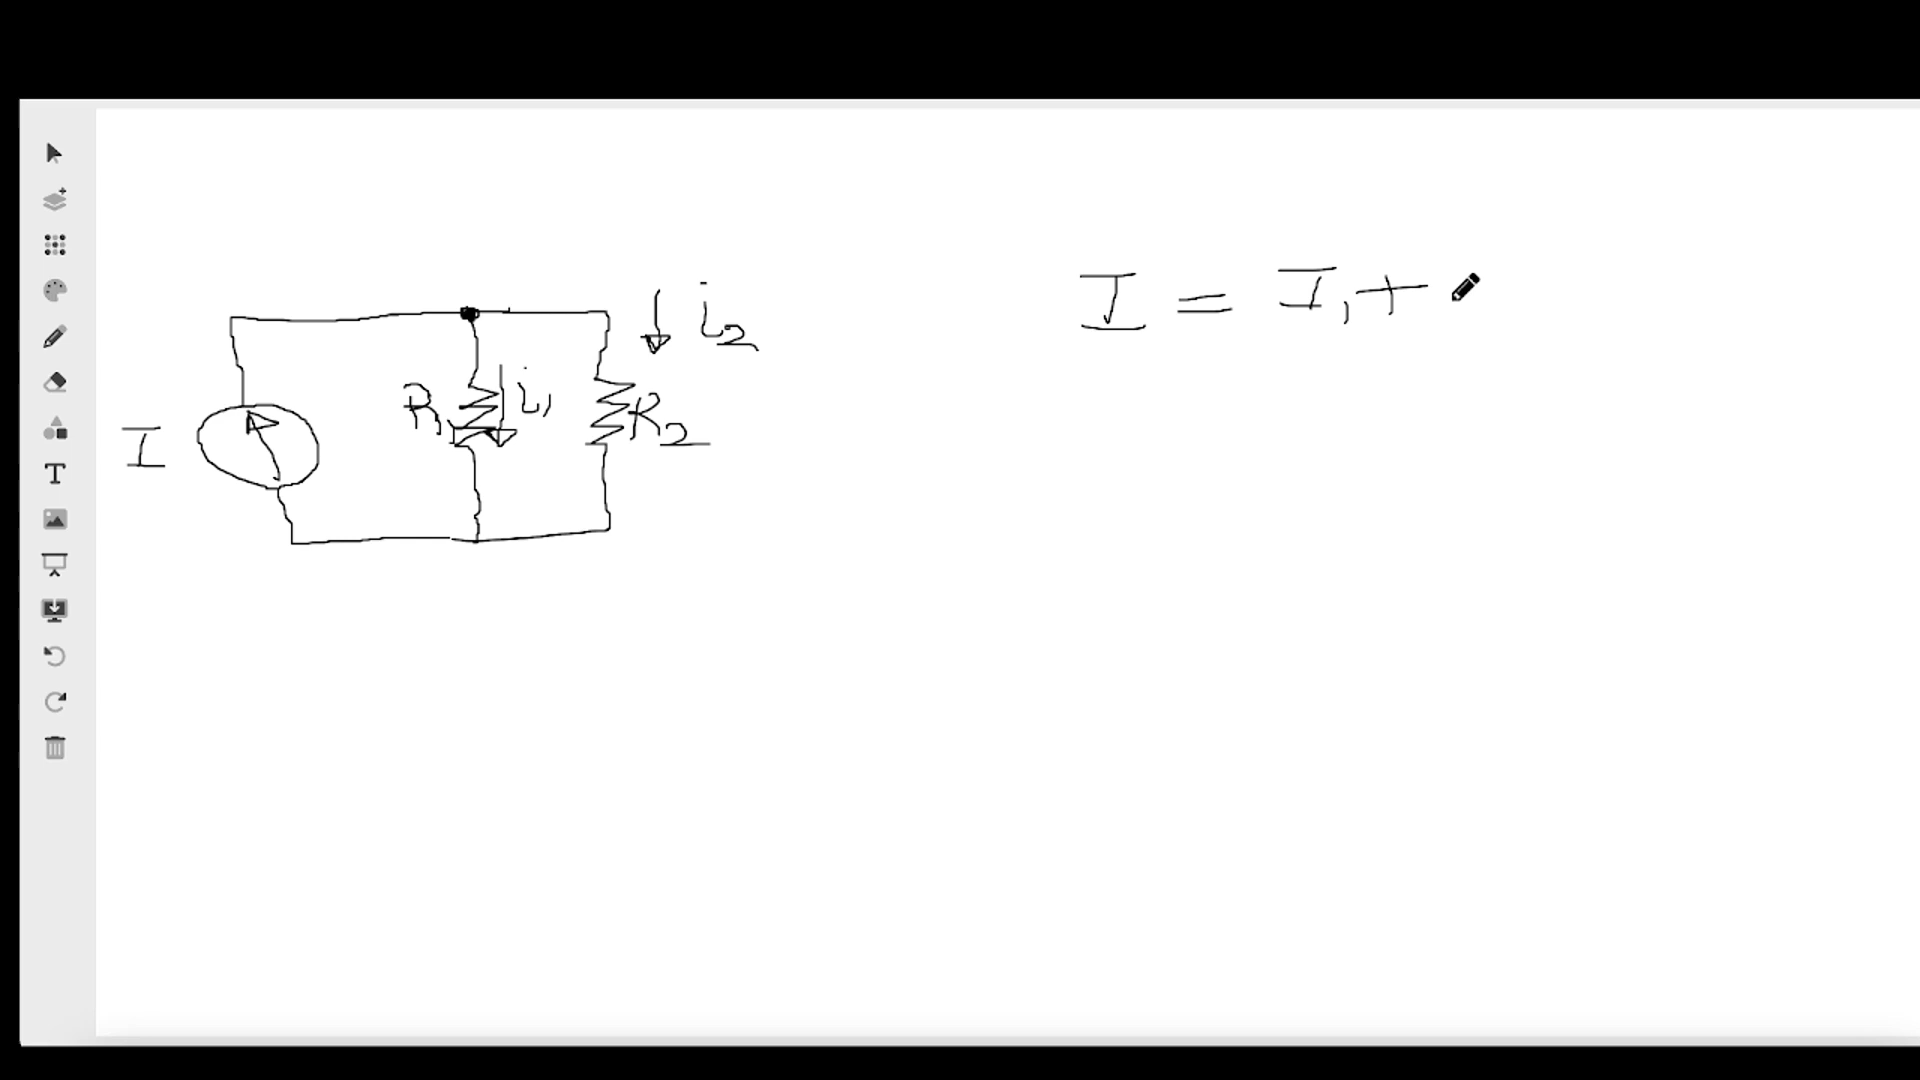 I = I₁ +
i₂
R₁
i₁
R₂
I
T